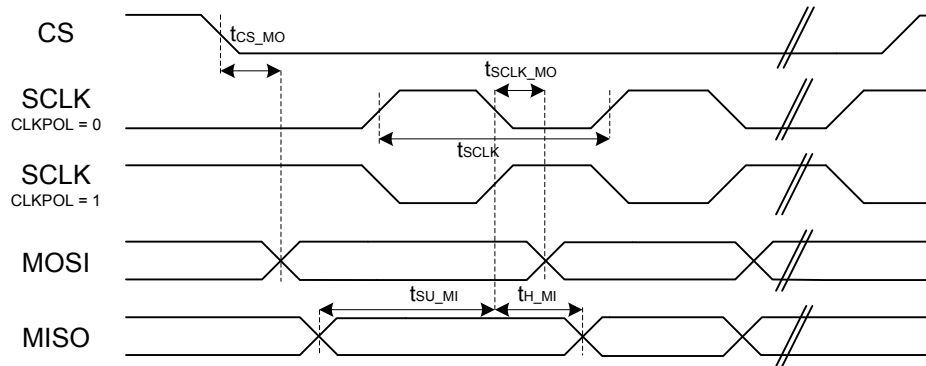 CS
tCS_MO
tSCLK_MO
SCLK
CLKPOL = 0
tSCLK
SCLK
CLKPOL = 1
MOSI
tSU_MI
tH_MI
MISO